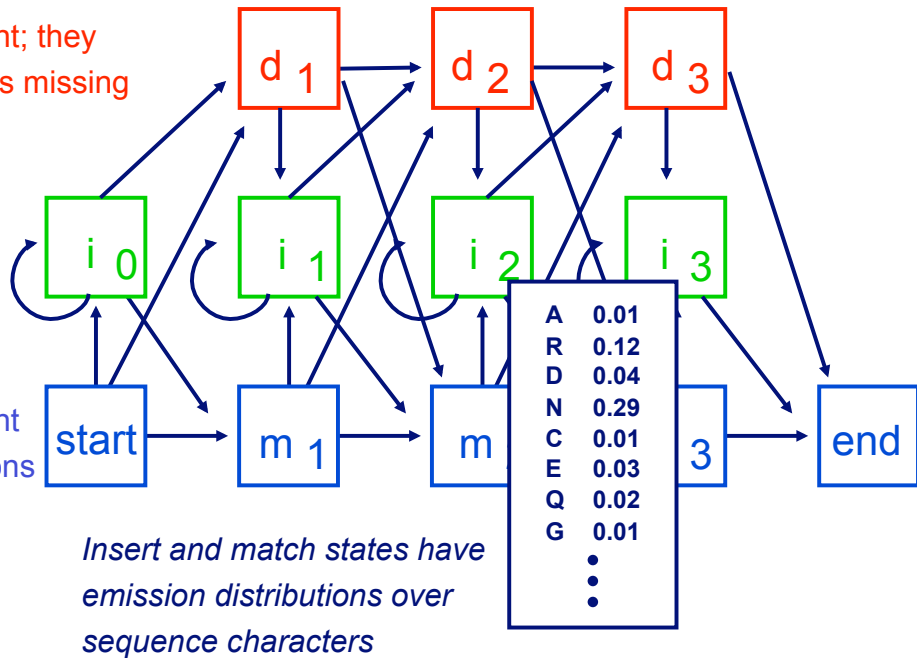 nt; they
s missing
d 1
d 2
d 3
i 0
i 1
i 2
i 3
nt
ons
start
m 1
m
3
end
A 0.01
R 0.12
D 0.04
N 0.29
C 0.01
E 0.03
Q 0.02
G 0.01
Insert and match states have
emission distributions over
sequence characters